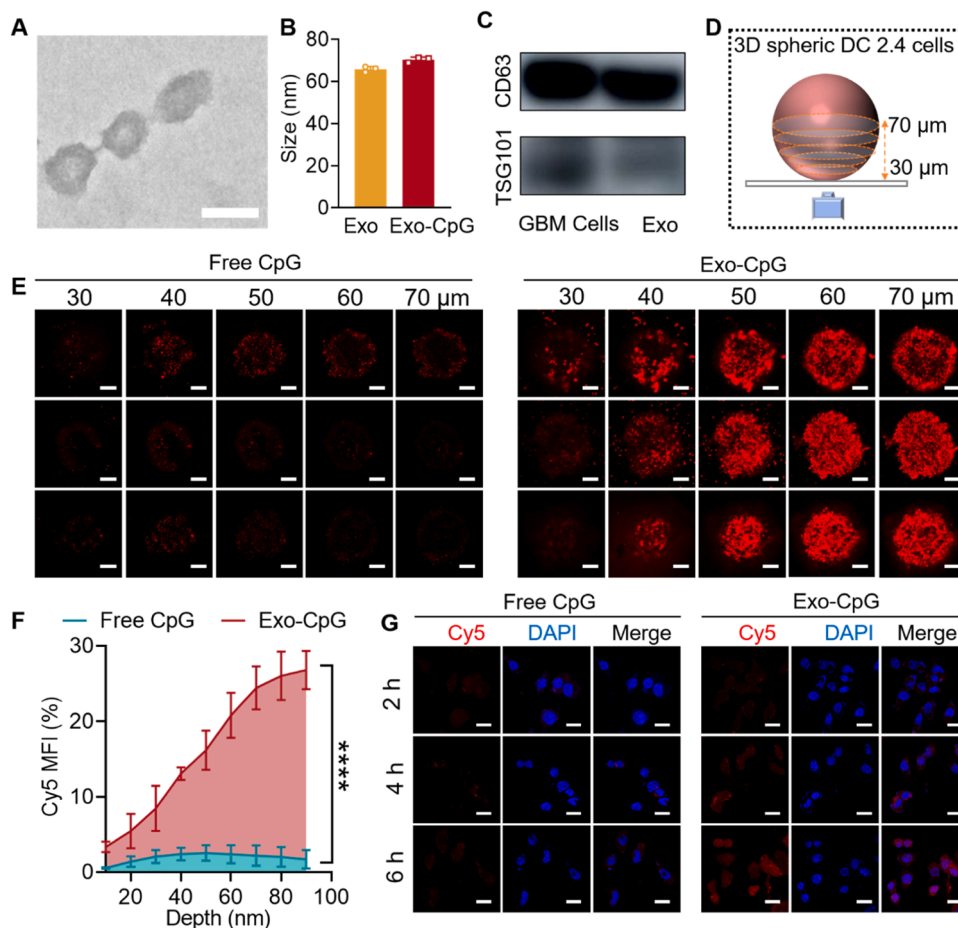 A
B
Size (nm)
80
60
40
20
0
Exo
Exo-CpG
C
CD63
TSG101
GBM Cells
Exo
D
3D spheric DC 2.4 cells
70 µm
30 µm
E
Free CpG
30 40 50 60 70 µm
Exo-CpG
30 40 50 60 70 µm
F
Free CpG
Exo-CpG
Cy5 MFI (%)
30
20
10
0
0 20 40 60 80 100
Depth (nm)
****
G
Free CpG
Cy5 DAPI Merge
Exo-CpG
Cy5 DAPI Merge
2 h
4 h
6 h